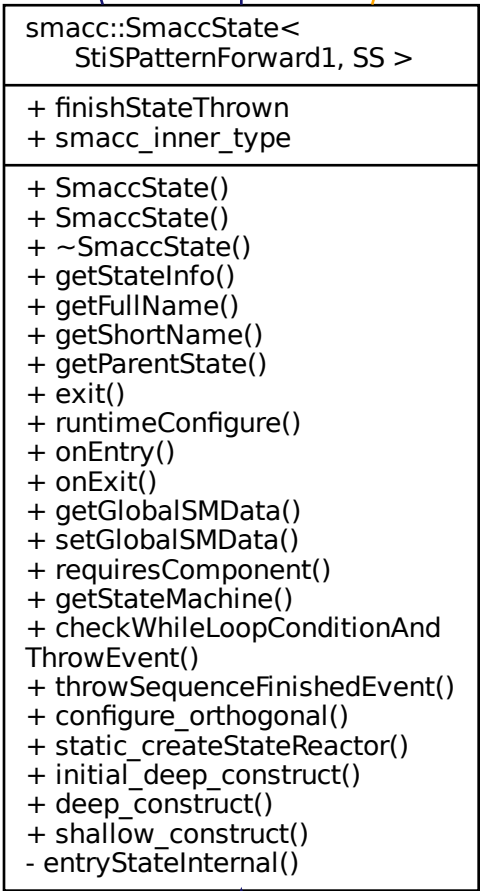 smacc::SmaccState<
StiSPatternForward1, SS >
+ finishStateThrown
+ smacc_inner_type
+ SmaccState()
+ SmaccState()
+ ~SmaccState()
+ getStateInfo()
+ getFullName()
+ getShortName()
+ getParentState()
+ exit()
+ runtimeConfigure()
+ onEntry()
+ onExit()
+ getGlobalSMData()
+ setGlobalSMData()
+ requiresComponent()
+ getStateMachine()
+ checkWhileLoopConditionAnd
ThrowEvent()
+ throwSequenceFinishedEvent()
+ configure_orthogonal()
+ static_createStateReactor()
+ initial_deep_construct()
+ deep_construct()
+ shallow_construct()
- entryStateInternal()